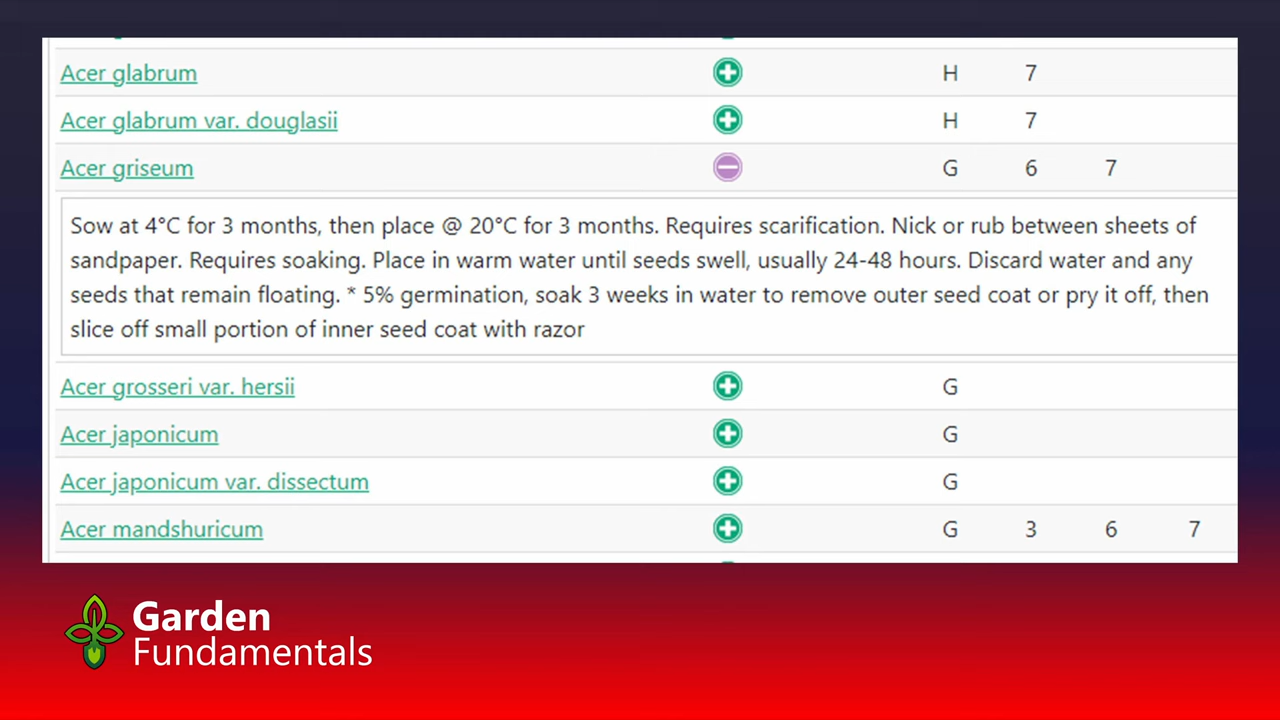 Acer glabrum H 7
Acer glabrum var. douglasii H 7
Acer griseum G 6 7
Sow at 4°C for 3 months, then place @ 20°C for 3 months. Requires scarification. Nick or rub between sheets of
sandpaper. Requires soaking. Place in warm water until seeds swell, usually 24-48 hours. Discard water and any
seeds that remain floating. * 5% germination, soak 3 weeks in water to remove outer seed coat or pry it off, then
slice off small portion of inner seed coat with razor
Acer grosseri var. hersii G
Acer japonicum G
Acer japonicum var. dissectum G
Acer mandshuricum G 3 6 7
Garden
Fundamentals